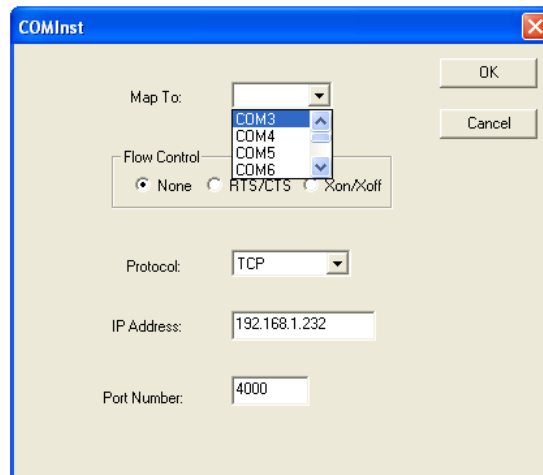 COMInst
OK
Map To:
COM3
COM4
COM5
COM6
Cancel
Flow Control
None RTS/CTS Xon/Xoff
Protocol: TCP
IP Address: 192.168.1.232
Port Number: 4000